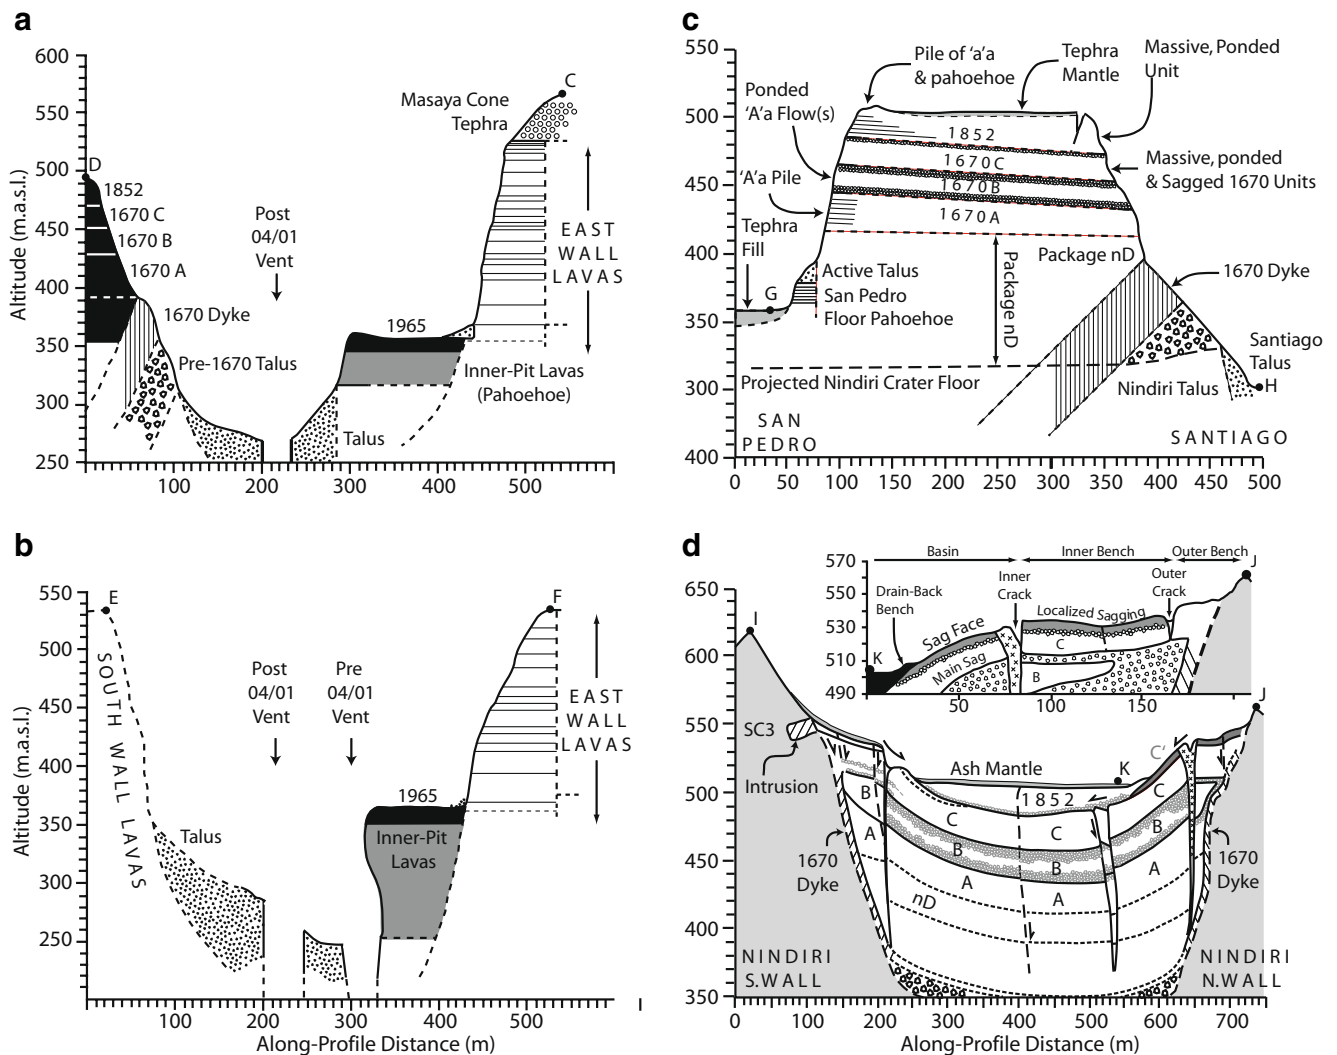 a
600
550
500
450
400
350
300
250
Altitude (m.a.s.l.)
100
200
300
400
500
D
1852
1670 C
1670 B
1670 A
1670 Dyke
Pre-1670 Talus
Post
04/01
Vent
Talus
1965
Inner-Pit Lavas
(Pahoehoe)
Masaya Cone
Tephra
C
EAST
WALL
LAVAS
b
550
500
450
400
350
300
250
Altitude (m.a.s.l.)
100
200
300
400
500
Along-Profile Distance (m)
E
SOUTH WALL LAVAS
Talus
Post
04/01
Vent
Pre
04/01
Vent
1965
Inner-Pit
Lavas
F
EAST
WALL
LAVAS
c
550
500
450
400
350
300
400
0
50
100
150
200
250
300
350
400
450
500
Pile of 'a'a
& pahoehoe
Tephra
Mantle
Massive, Ponded
Unit
Ponded
'A'a Flow(s)
'A'a Pile
Tephra
Fill
G
1852
1670C
1670B
1670A
Massive, ponded
& Sagged 1670 Units
Active Talus
San Pedro
Floor Pahoehoe
Package nD
Package nD
1670 Dyke
Projected Nindiri Crater Floor
Nindiri Talus
Santiago
Talus
H
SAN
PEDRO
SANTIAGO
d
650
600
550
500
450
400
350
0
100
200
300
400
500
600
700
Along-Profile Distance (m)
570
550
530
510
490
50
100
150
Basin
Inner Bench
Outer Bench
Drain-Back
Bench
Inner
Crack
Outer
Crack
J
Localized Sagging
Sag Face
Main Sag
K
C
B
I
SC3
Intrusion
Ash Mantle
K
C'
J
1852
B
A
C
B
A
nD
C
B
A
C
B
A
1670
Dyke
1670
Dyke
NINDIRI
S.WALL
NINDIRI
N.WALL